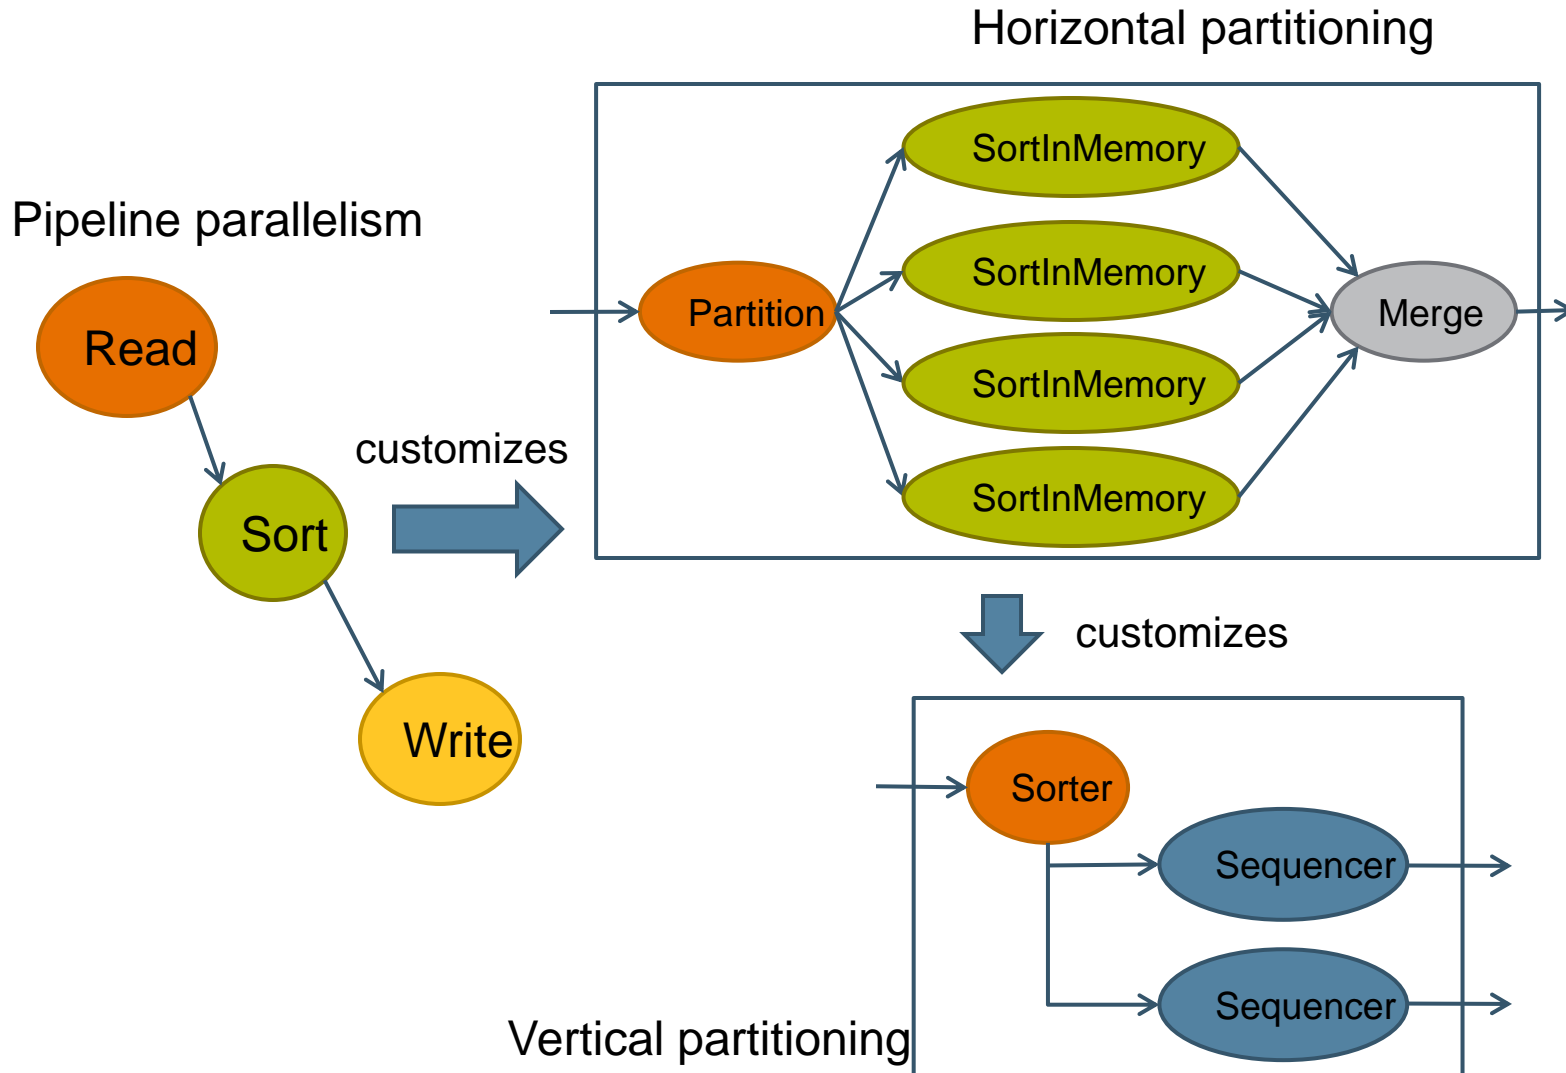 Horizontal partitioning
Pipeline parallelism
Read
Sort
Write
customizes
Partition
SortInMemory
SortInMemory
SortInMemory
SortInMemory
Merge
customizes
Sorter
Sequencer
Sequencer
Vertical partitioning